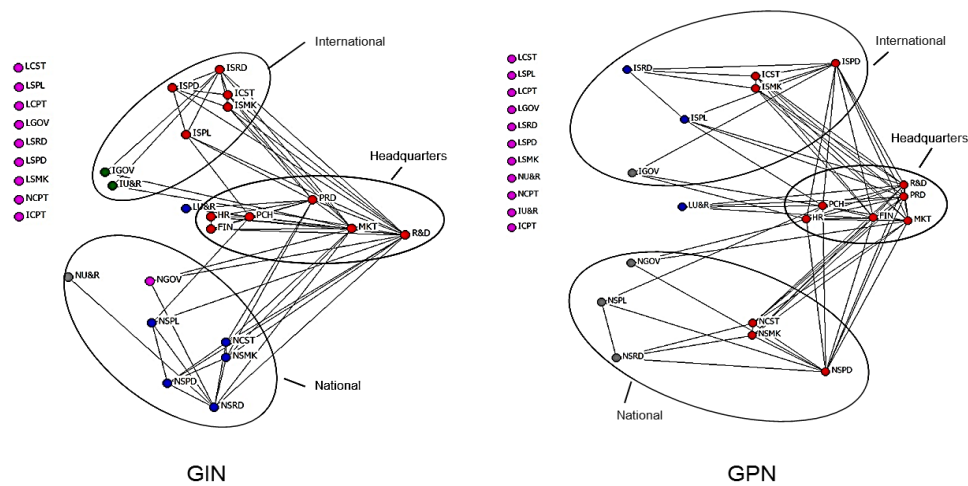 International
LCST
LSPL
LCPT
LGOV
LSRD
LSPD
LSMK
NCPT
ICPT
ISRD
ISPD
ICST
ISMK
ISPL
IGOV
IU&R
Headquarters
PRD
LU&R
HR
PCH
FIN
MKT
R&D
NU&R
NGOV
NSPL
NCST
NSMK
NSPD
NSRD
National
GIN
International
LCST
LSPL
LCPT
LGOV
LSRD
LSPD
LSMK
NU&R
NCPT
IU&R
ICPT
ISRD
ISPD
ICST
ISMK
ISPL
IGOV
Headquarters
R&D
PRD
LU&R
PCH
HR
FIN
MKT
NGOV
NSPL
NCST
NSMK
NSRD
NSPD
National
GPN